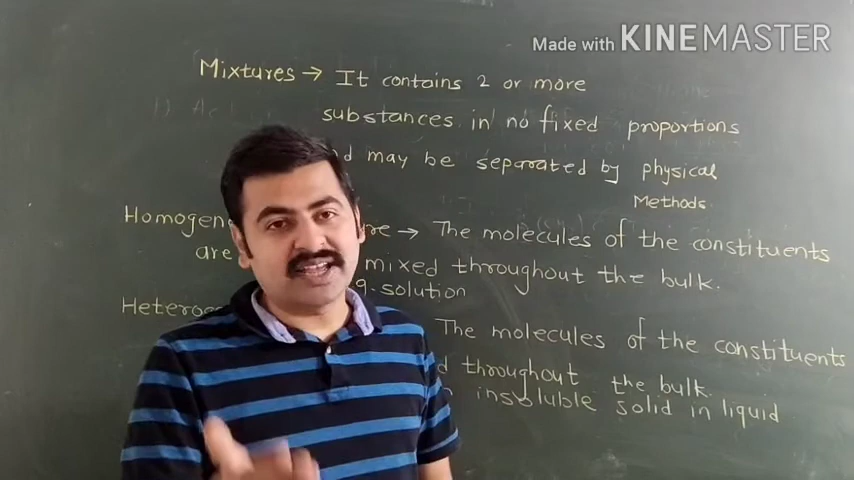 Made with KINEMASTER
Mixtures → It contains 2 or more
substances in no fixed proportions
may be separated by physical
Methods.
→ The molecules of the constituents
are mixed throughout the bulk.
solution
The molecules of the constituents
throughout the bulk.
insoluble solid in liquid